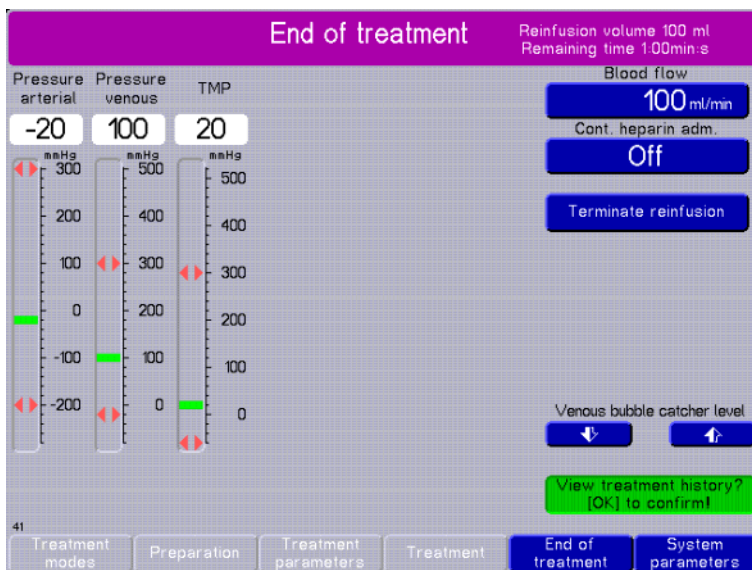 End of treatment
Reinfusion volume 100 ml
Remaining time 1:00min:s
Pressure arterial
Pressure venous
TMP
-20
100
20
mmHg
300
200
100
0
-100
-200
mmHg
500
400
300
200
100
0
500
400
300
200
100
0
Blood flow
100 ml/min
Cont. heparin adm.
Off
Terminate reinfusion
Venous bubble catcher level
View treatment history?
[OK] to confirm!
41
Treatment modes
Preparation
Treatment parameters
Treatment
End of treatment
System parameters